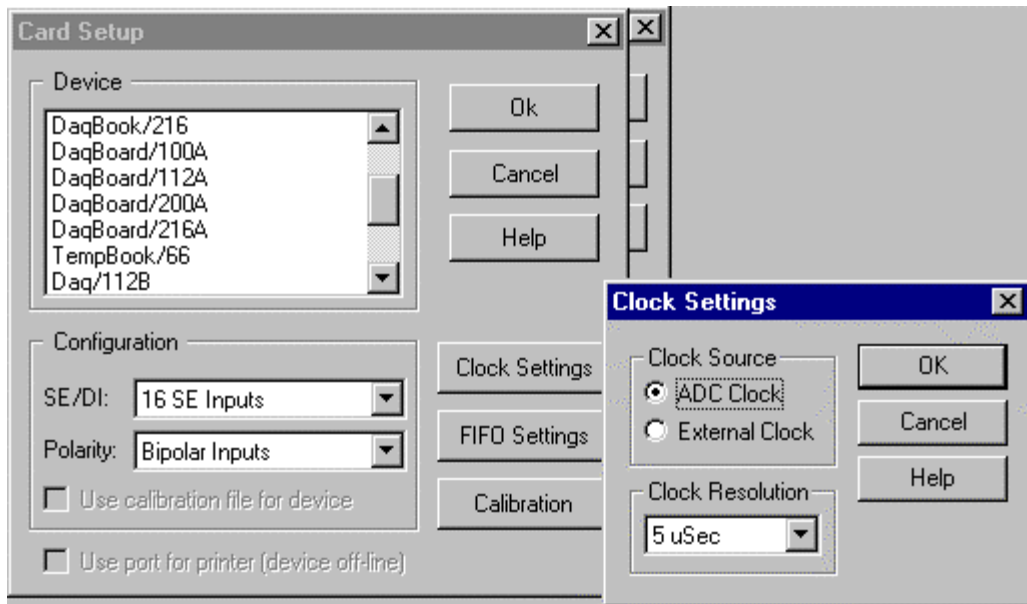 Card Setup
Device
DaqBook/216
DaqBoard/100A
DaqBoard/112A
DaqBoard/200A
DaqBoard/216A
TempBook/66
Daq/112B
Ok
Cancel
Help
Configuration
SE/DI: 16 SE Inputs
Polarity: Bipolar Inputs
Use calibration file for device
Use port for printer (device off-line)
Clock Settings
FIFO Settings
Calibration
Clock Settings
Clock Source
ADC Clock
External Clock
Clock Resolution
5 uSec
OK
Cancel
Help